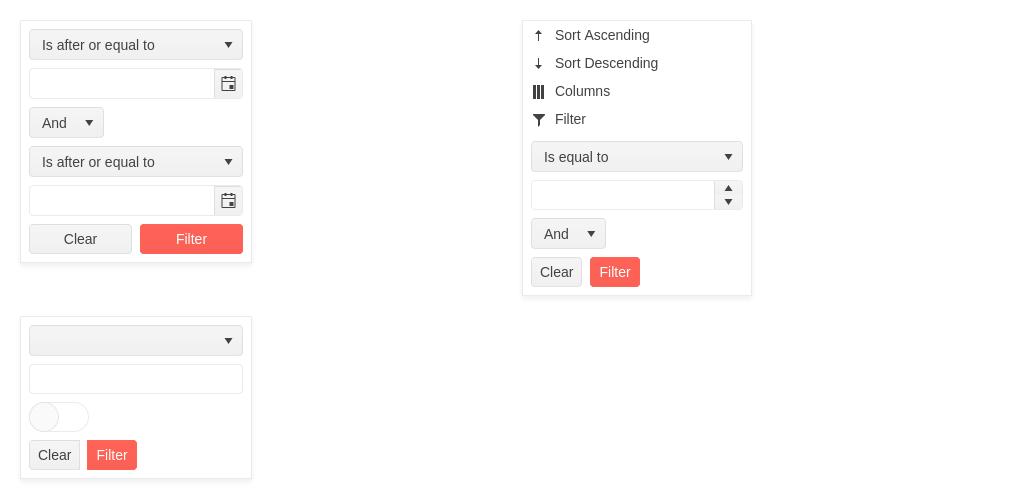 Is after or equal to
And
Is after or equal to
Clear Filter
Sort Ascending
Sort Descending
Columns
Filter
Is equal to
And
Clear Filter
Clear Filter